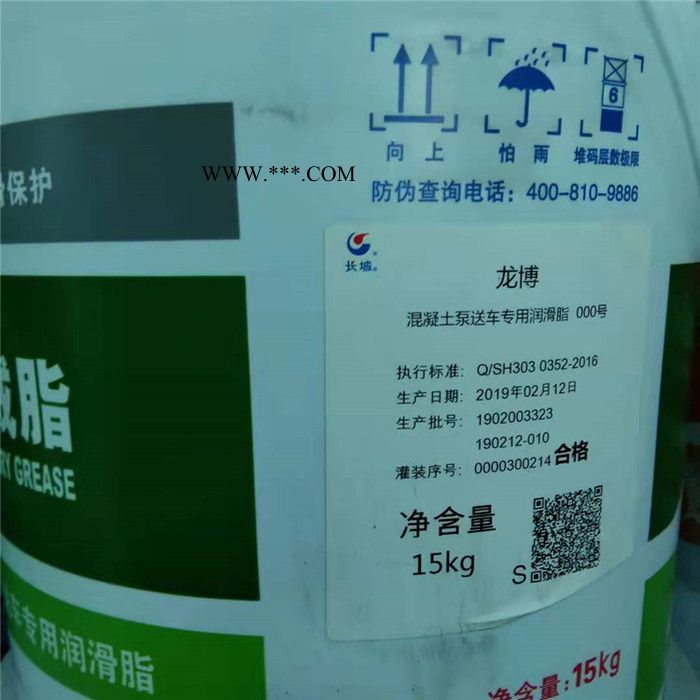 6
向上
怕雨
堆码层数极限
滑保护
WWW.***.COM
防伪查询电话：400-810-9886
长城®
龙博
混凝土泵送车专用润滑脂 000号
执行标准：Q/SH303 0352-2016
生产日期：2019年02月12日
生产批号：1902003323
190212-010
灌装序号：0000300214 合格
净含量
15kg
S
脂
GREASE
车专用润滑脂
净含量：15kg